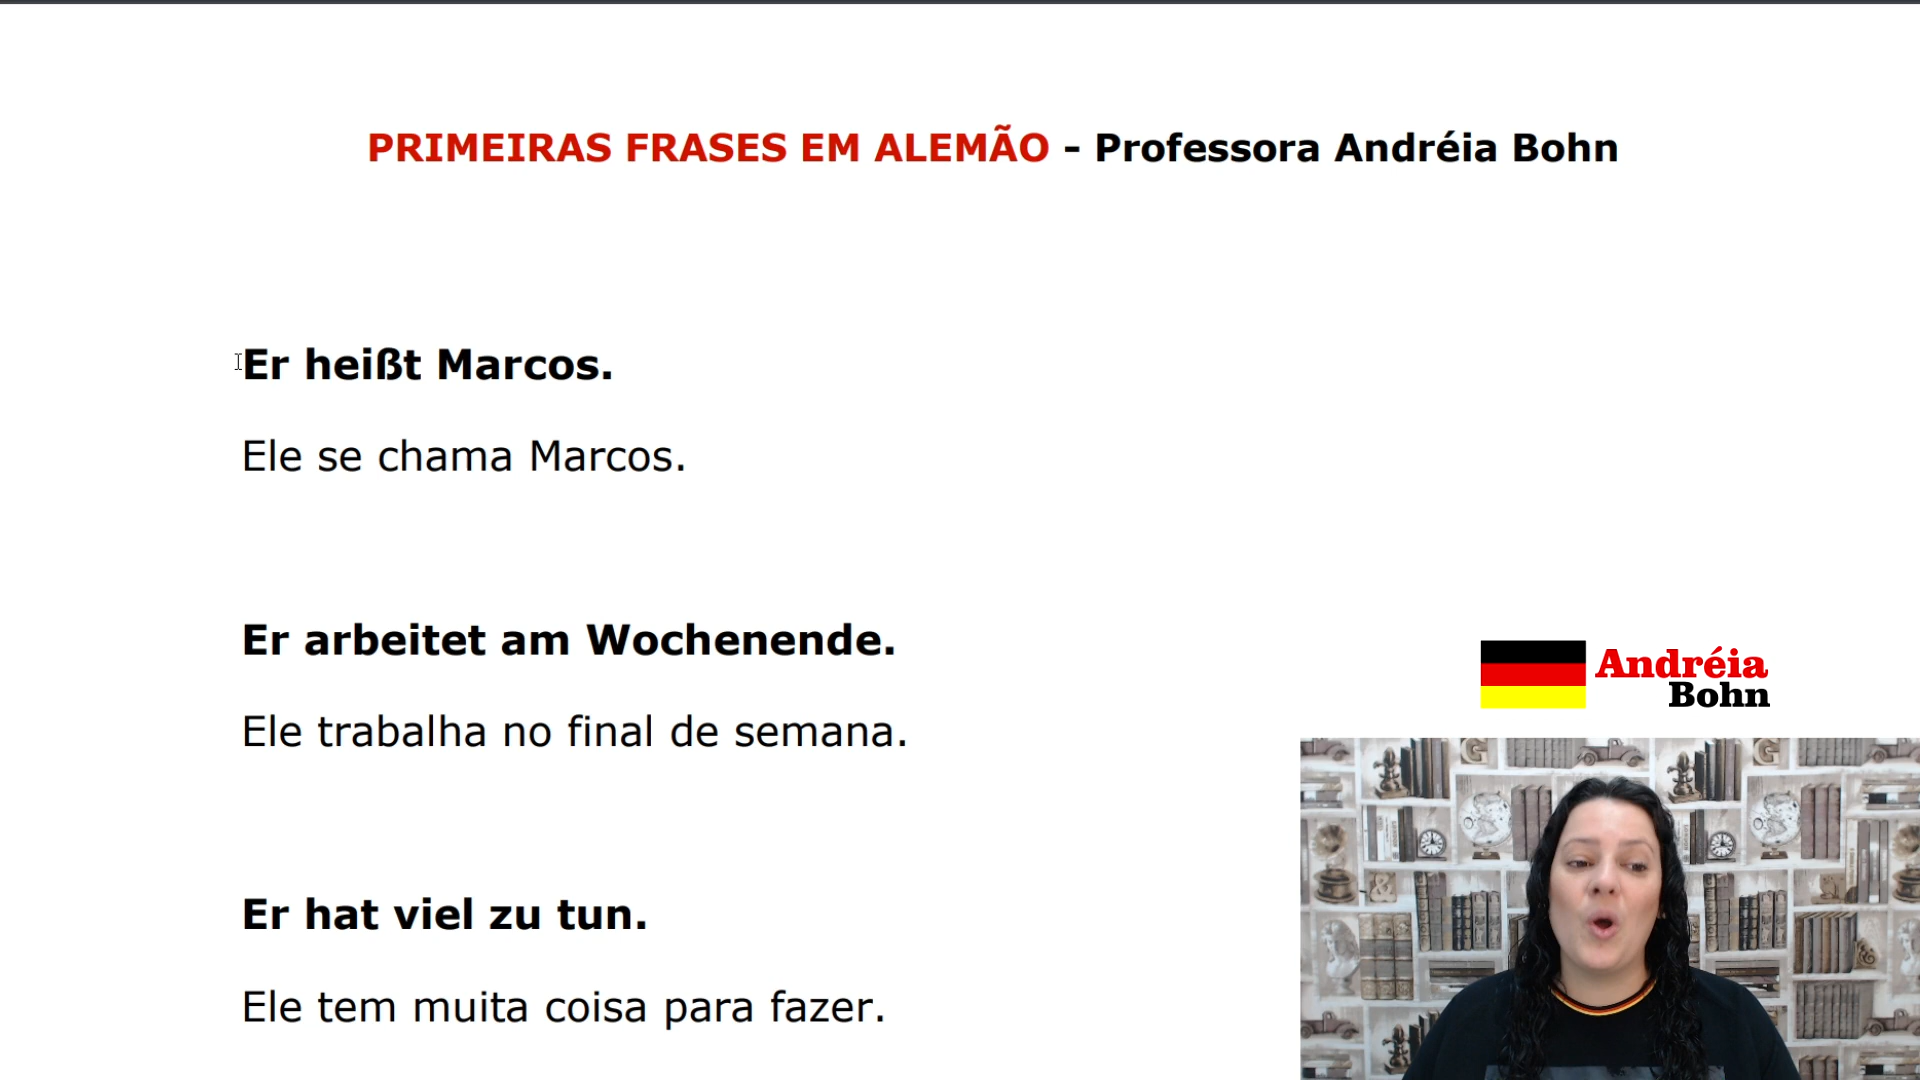 PRIMEIRAS FRASES EM ALEMÃO - Professora Andréia Bohn
Er heißt Marcos.
Ele se chama Marcos.
Er arbeitet am Wochenende.
Ele trabalha no final de semana.
Er hat viel zu tun.
Ele tem muita coisa para fazer.
Andréia
Bohn